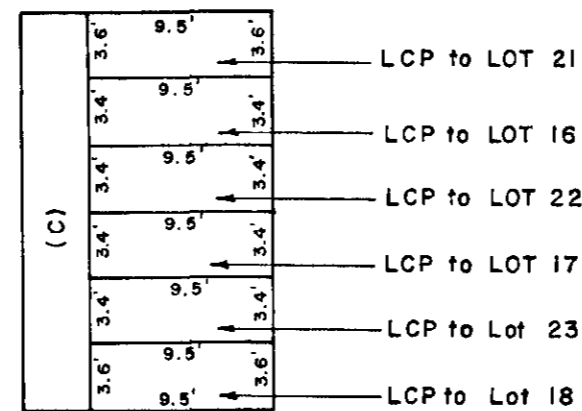 9.5'
3.6' 3.6' LCP to LOT 21
9.5'
3.4' 3.4' LCP to LOT 16
9.5'
3.4' 3.4' LCP to LOT 22
(C)
9.5'
3.4' 3.4' LCP to LOT 17
9.5'
3.4' 3.4' LCP to Lot 23
9.5'
3.6' 3.6'
9.5' LCP to Lot 18